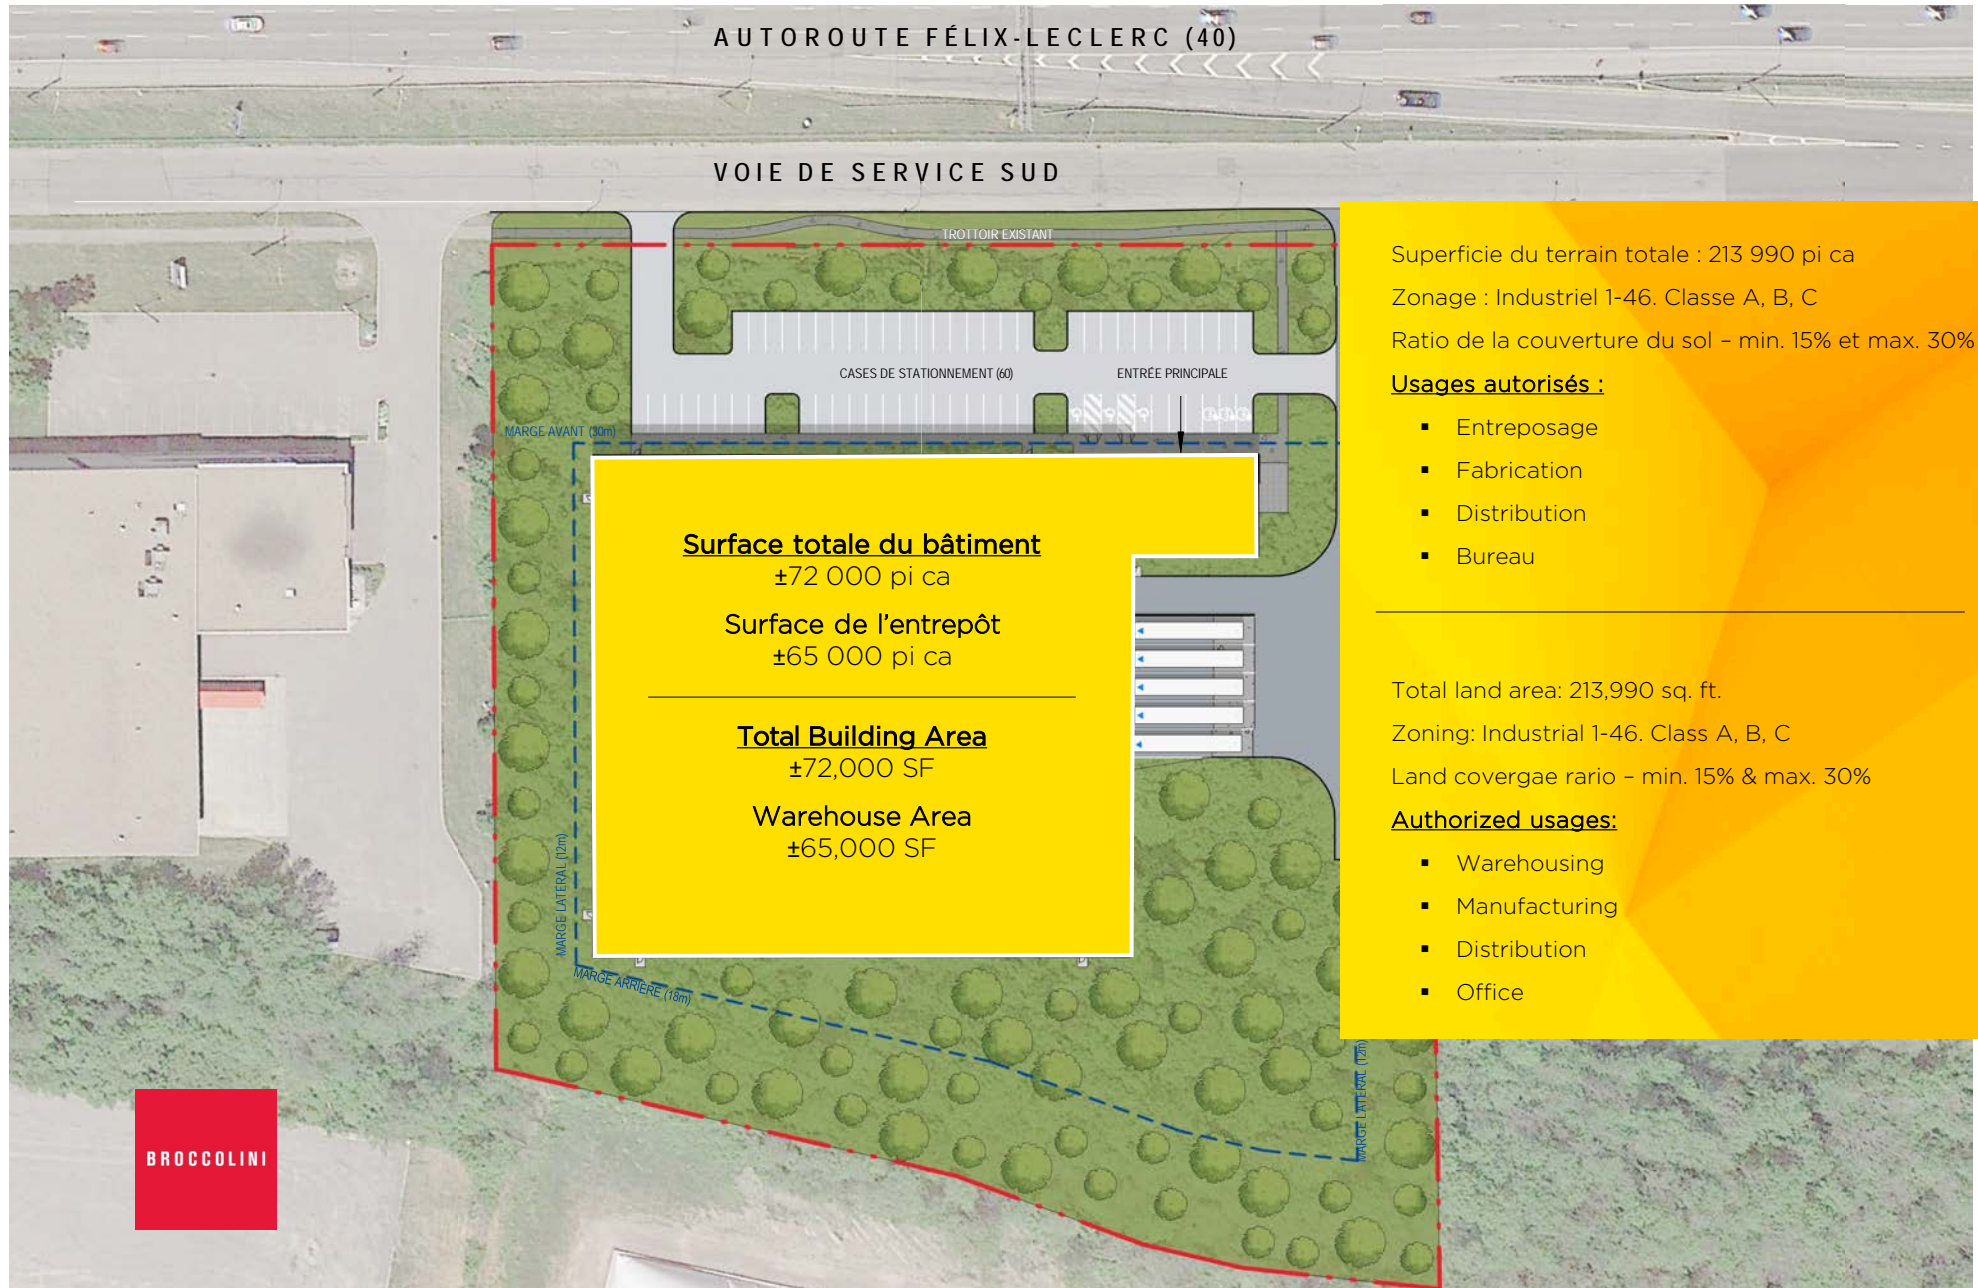 AUTOROUTE FÉLIX-LECLERC (40)
VOIE DE SERVICE SUD
TROTTOIR EXISTANT
CASES DE STATIONNEMENT (60)
ENTRÉE PRINCIPALE
MARGE AVANT (30m)
Surface totale du bâtiment
±72 000 pi ca
Surface de l'entrepôt
±65 000 pi ca
Total Building Area
±72,000 SF
Warehouse Area
±65,000 SF
MARGE LATÉRAL (12m)
MARGE ARRIÈRE (18m)
MARGE LATÉRAL (12m)
Superficie du terrain totale : 213 990 pi ca
Zonage : Industriel 1-46. Classe A, B, C
Ratio de la couverture du sol – min. 15% et max. 30%
Usages autorisés :
▪ Entreposage
▪ Fabrication
▪ Distribution
▪ Bureau
Total land area: 213,990 sq. ft.
Zoning: Industrial 1-46. Class A, B, C
Land covergae rario – min. 15% & max. 30%
Authorized usages:
▪ Warehousing
▪ Manufacturing
▪ Distribution
▪ Office
BROCCOLINI